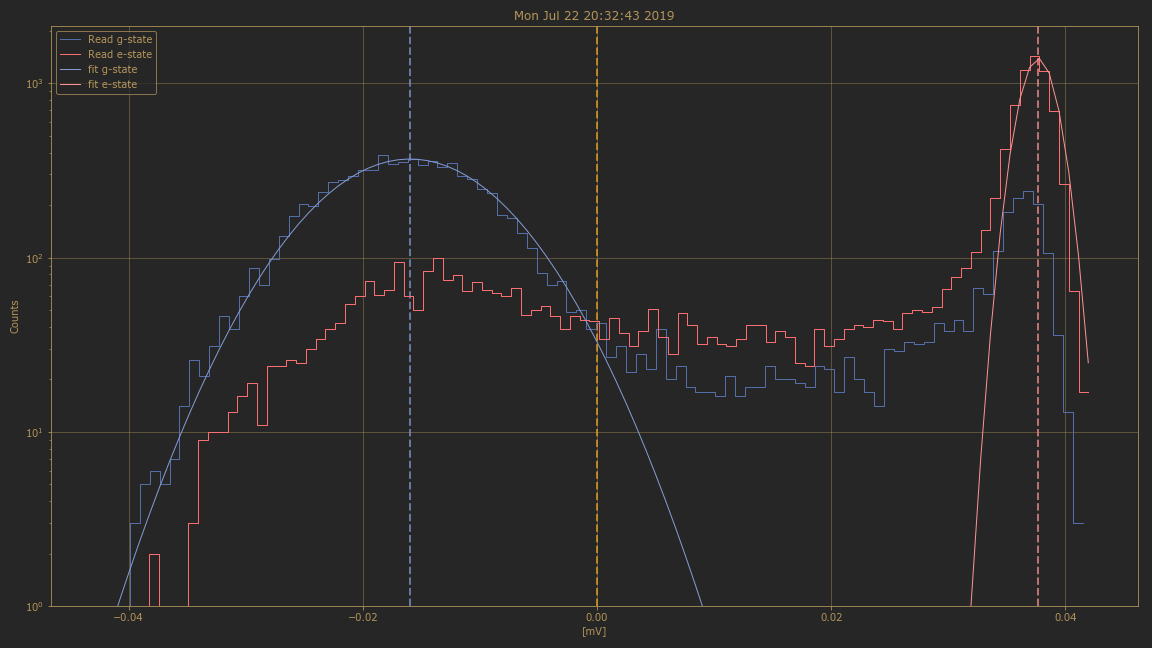 Mon Jul 22 20:32:43 2019
Read g-state
Read e-state
fit g-state
fit e-state
10³
10²
10¹
10⁰
Counts
−0.04
−0.02
0.00
0.02
0.04
[mV]